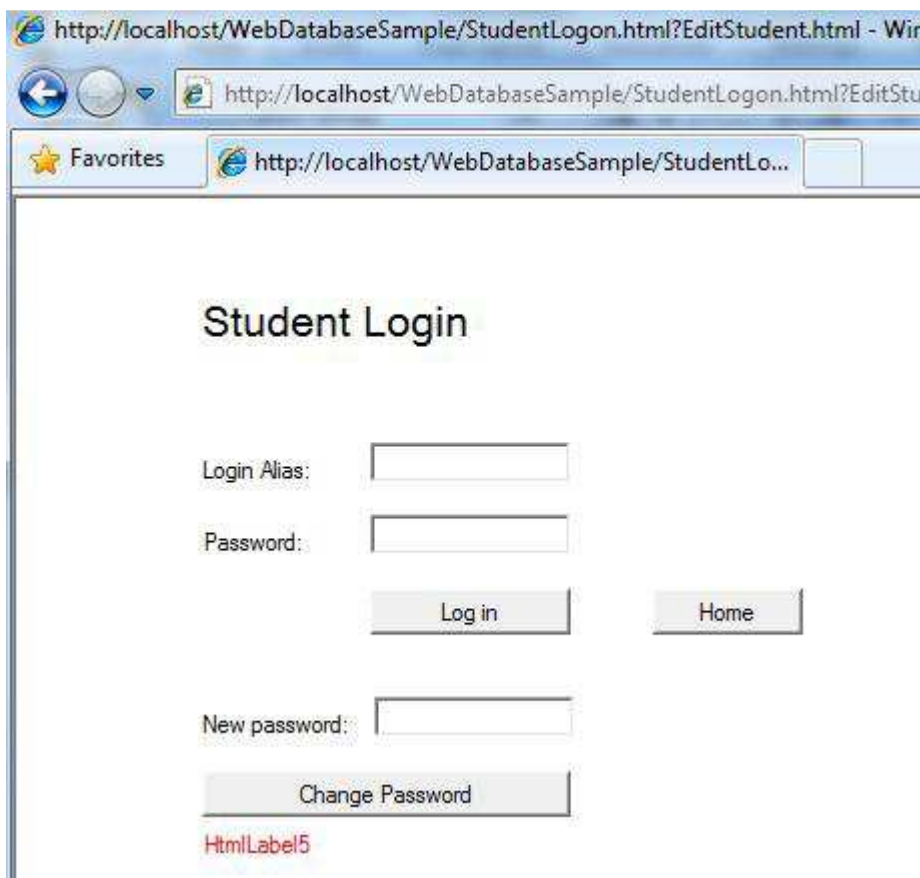 http://localhost/WebDatabaseSample/StudentLogon.html?EditStudent.html - Wir
http://localhost/WebDatabaseSample/StudentLogon.html?EditStu
Favorites
http://localhost/WebDatabaseSample/StudentLo...
Student Login
Login Alias:
Password:
Log in
Home
New password:
Change Password
HtmlLabel5